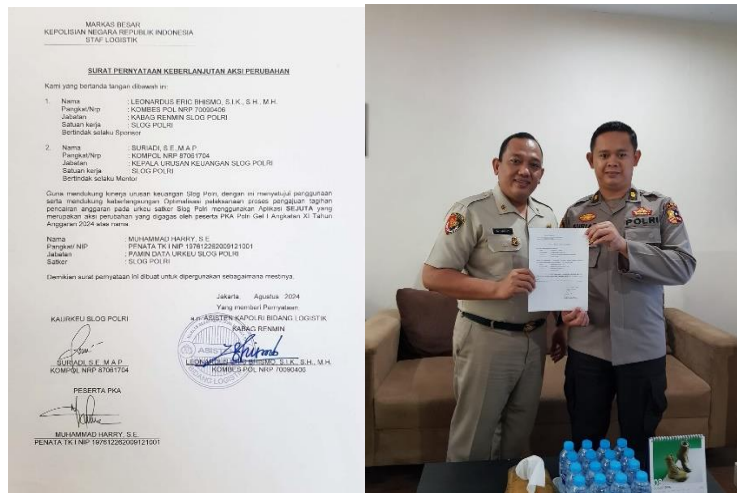 MARKAS BESAR
KEPOLISIAN NEGARA REPUBLIK INDONESIA
STAF LOGISTIK
SURAT PERNYATAAN KEBERLANJUTAN AKSI PERUBAHAN
Kami yang bertanda tangan dibawah ini:
1. Nama : LEONARDUS ERIC BHISMO, S.I.K., S.H., M.H.
Pangkat/Nrp : KOMBES POL NRP 70090406
Jabatan : KABAG RENMIN SLOG POLRI
Satuan kerja : SLOG POLRI
Bertindak selaku Sponsor
2. Nama : SURIADI, S.E.,M.A.P.
Pangkat/Nrp : KOMPOL NRP 87061704
Jabatan : KEPALA URUSAN KEUANGAN SLOG POLRI
Satuan kerja : SLOG POLRI
Bertindak selaku Mentor
Guna mendukung kinerja urusan keuangan Slog Polri, dengan ini menyetujui penggunaan
serta mendukung keberlangsungan Optimalisasi pelaksanaan proses pengajuan tagihan
pencairan anggaran pada urkeu satker Slog Polri menggunakan Aplikasi SEJUTA yang
merupakan aksi perubahan yang digagas oleh peserta PKA Polri Gel I Angkatan XI Tahun
Anggaran 2024 atas nama
Nama : MUHAMMAD HARRY, S.E.
Pangkat/ NIP : PENATA TK I NIP 197612262009121001
Jabatan : PAMIN DATA URKEU SLOG POLRI
Satker : SLOG POLRI
Demikian surat pernyataan ini dibuat untuk dipergunakan sebagaimana mestinya.
Jakarta, Agustus 2024
Yang memberi Pernyataan
KAURKEU SLOG POLRI
a.n. ASISTEN KAPOLRI BIDANG LOGISTIK
KABAG RENMIN
SURIADI, S.E.,M.A.P.
KOMPOL NRP 87061704
LEONARDUS ERIC BHISMO, S.I.K., S.H., M.H.
KOMBES POL NRP 70090406
PESERTA PKA
MUHAMMAD HARRY, S.E.
PENATA TK I NIP 197612262009121001
POLRI